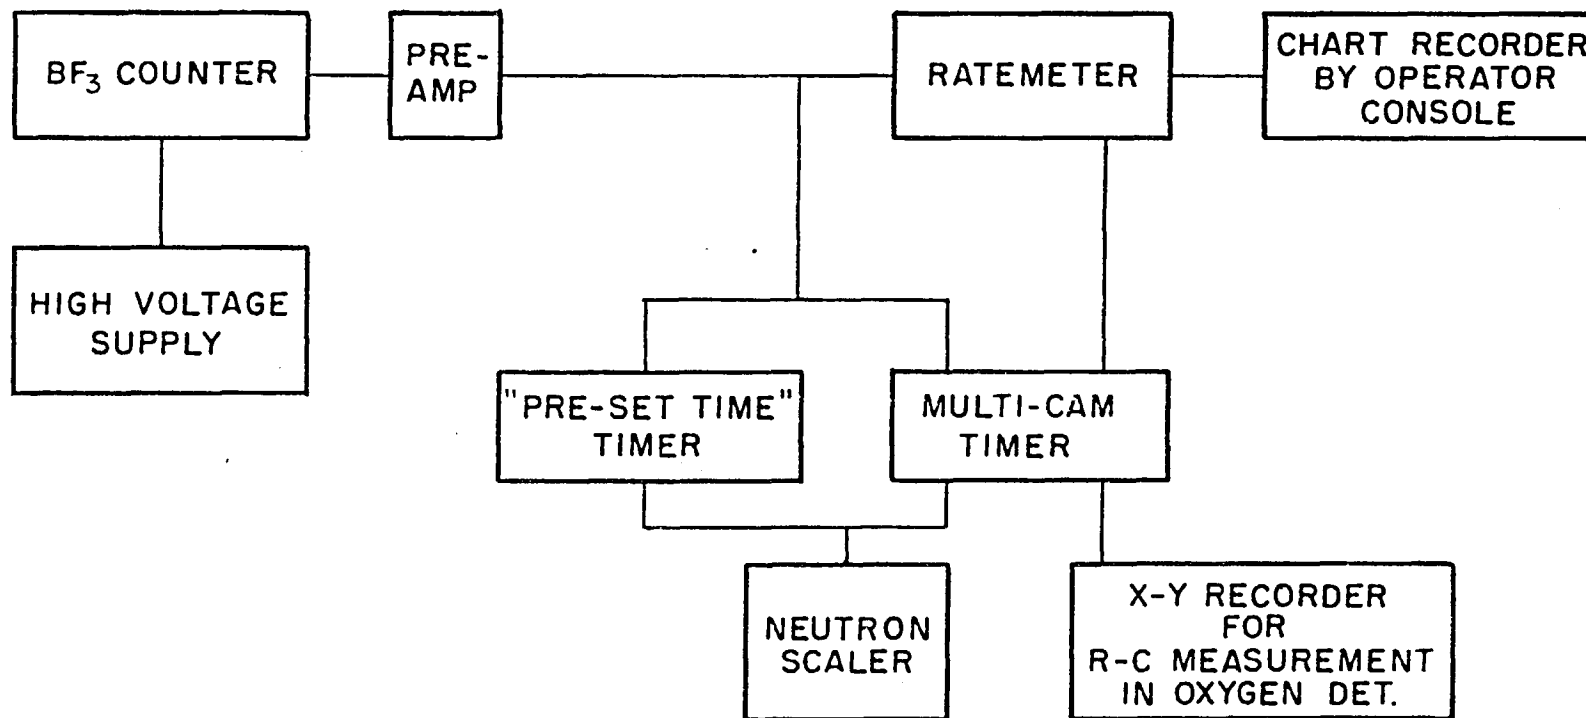 BF₃ COUNTER
PRE-
AMP
RATEMETER
CHART RECORDER
BY OPERATOR
CONSOLE
HIGH VOLTAGE
SUPPLY
"PRE-SET TIME"
TIMER
MULTI-CAM
TIMER
NEUTRON
SCALER
X-Y RECORDER
FOR
R-C MEASUREMENT
IN OXYGEN DET.